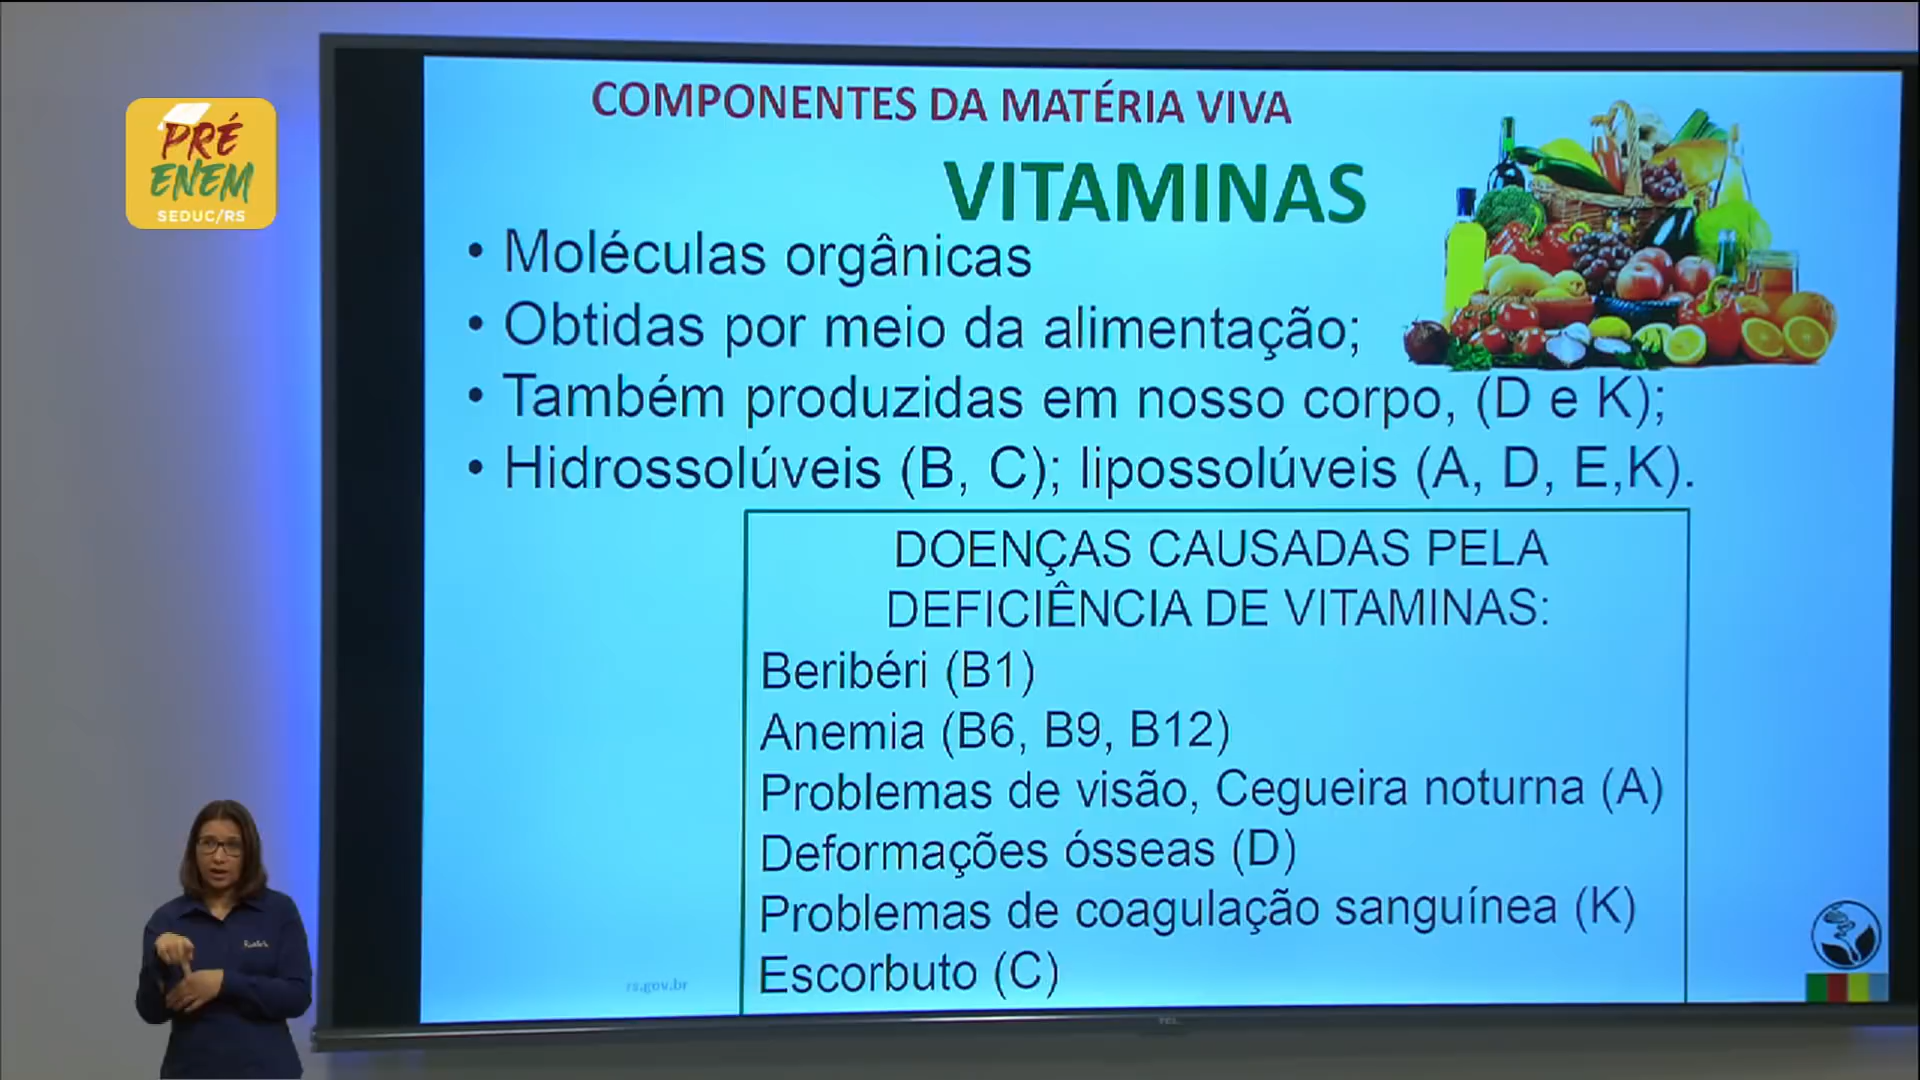 PRÉ
ENEM
SEDUC/RS
COMPONENTES DA MATÉRIA VIVA
VITAMINAS
• Moléculas orgânicas
• Obtidas por meio da alimentação;
• Também produzidas em nosso corpo, (D e K);
• Hidrossolúveis (B, C); lipossolúveis (A, D, E,K).
DOENÇAS CAUSADAS PELA
DEFICIÊNCIA DE VITAMINAS:
Beribéri (B1)
Anemia (B6, B9, B12)
Problemas de visão, Cegueira noturna (A)
Deformações ósseas (D)
Problemas de coagulação sanguínea (K)
Escorbuto (C)
rs.gov.br
TCL